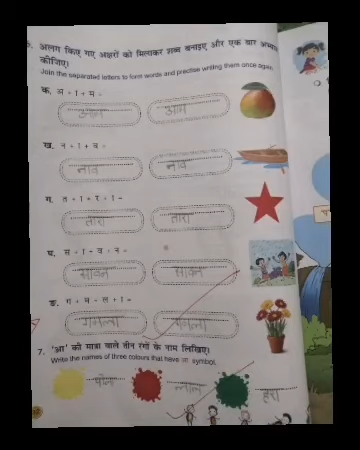 5. अलग किए गए अक्षरों को मिलाकर शब्द बनाइए और एक बार
कीजिए।
Join the separated letters to form words and practise writing them once again.
क. अ + ा + म =
आम
ख. न + ा + व =
नाव नाव
ग. त + ा + र + ा =
तारा तारा
घ. स + ा + व + न =
सावन सावन
ङ. ग + म + ल + ा =
गमला गमला
7. 'आ' की मात्रा वाले तीन रंगों के नाम लिखिए।
Write the names of three colours that have ा symbol.
पीला लाल हरा